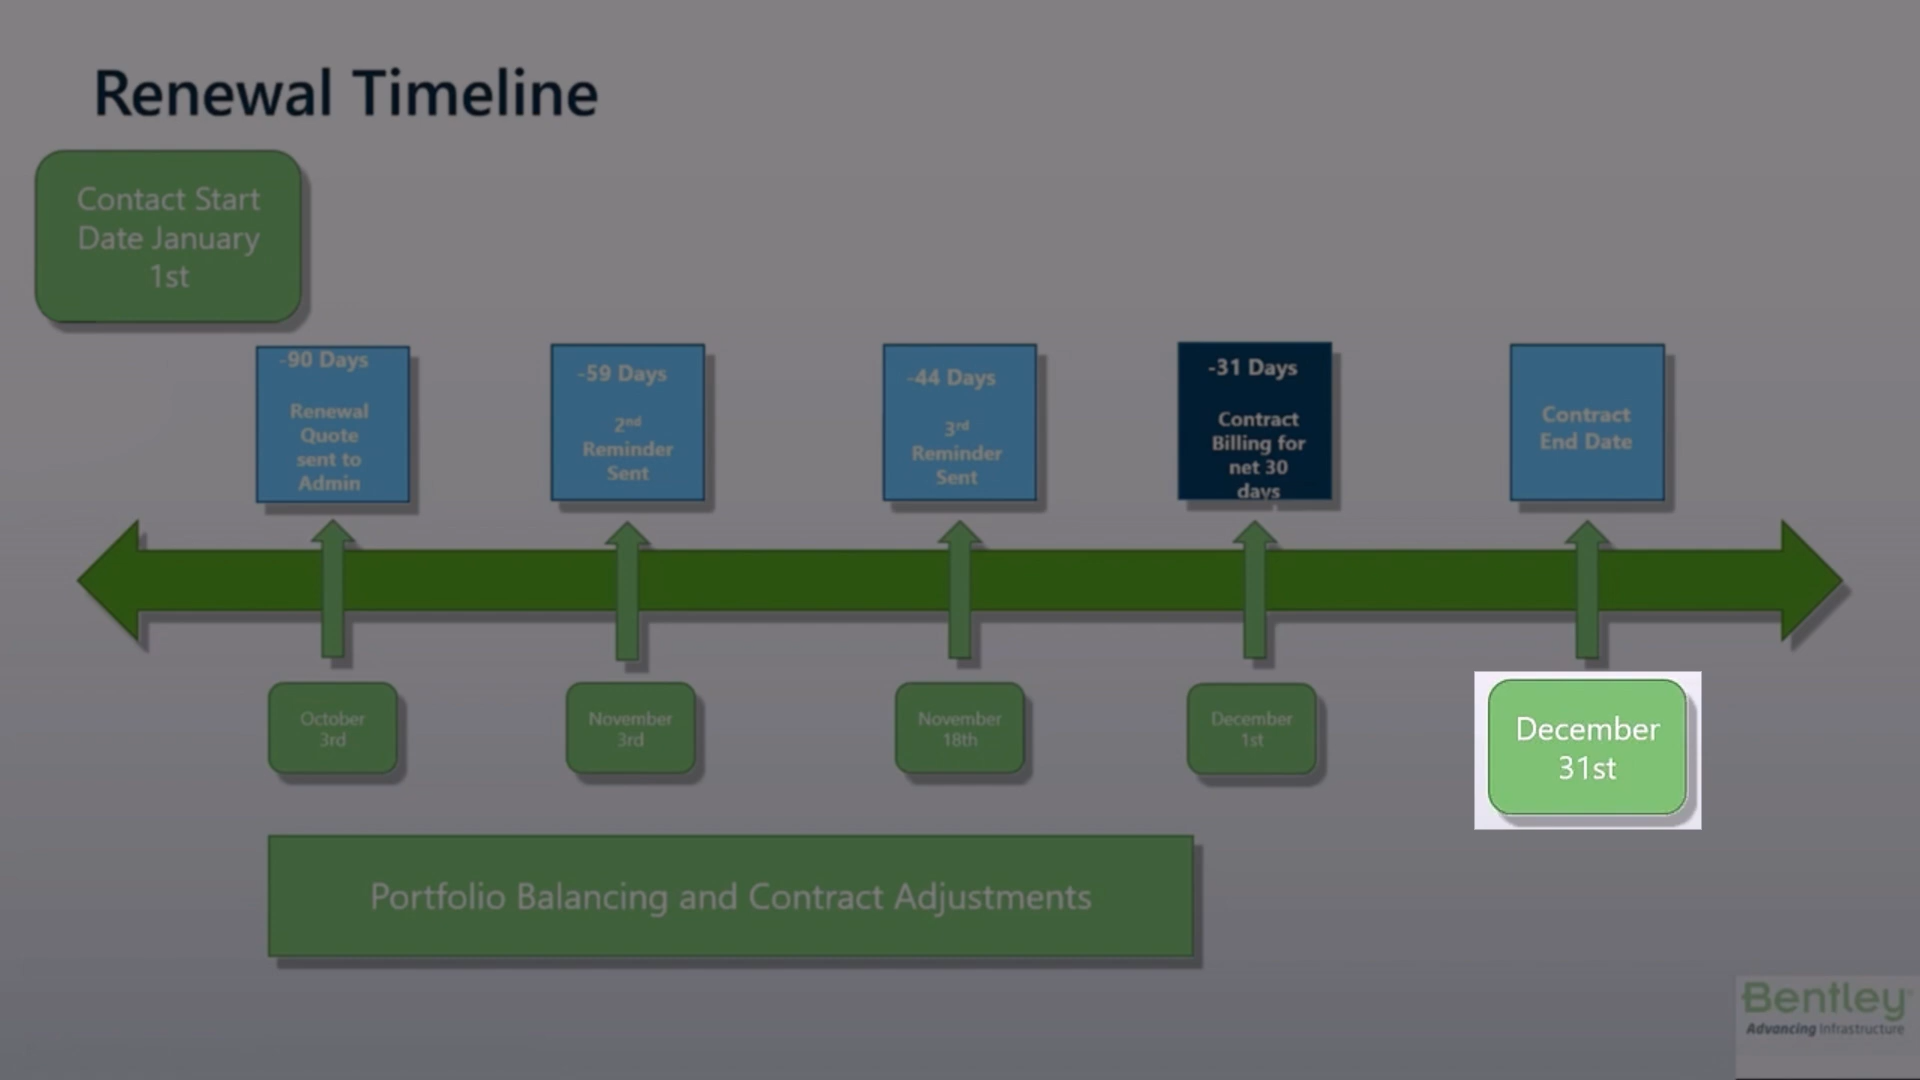 Renewal Timeline
Contact Start
Date January
1st
-90 Days
Renewal
Quote
sent to
Admin
-59 Days
2nd
Reminder
Sent
-44 Days
3rd
Reminder
Sent
-31 Days
Contract
Billing for
net 30
days
Contract
End Date
October
3rd
November
3rd
November
18th
December
1st
December
31st
Portfolio Balancing and Contract Adjustments
Bentley
Advancing Infrastructure